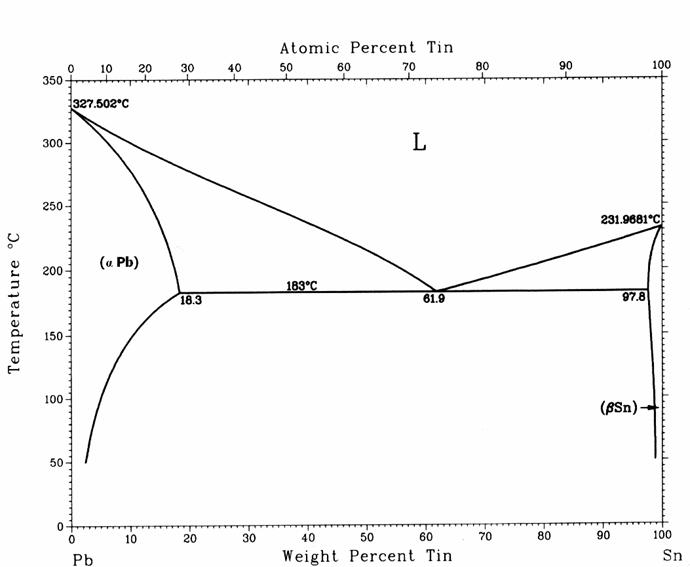 Atomic Percent Tin
0 10 20 30 40 50 60 70 80 90 100
350
327.502°C
300
L
250
231.9681°C
(α Pb)
200
183°C
18.3
61.9
97.8
150
100
(βSn)
50
0
Temperature °C
0 10 20 30 40 50 60 70 80 90 100
Pb
Weight Percent Tin
Sn